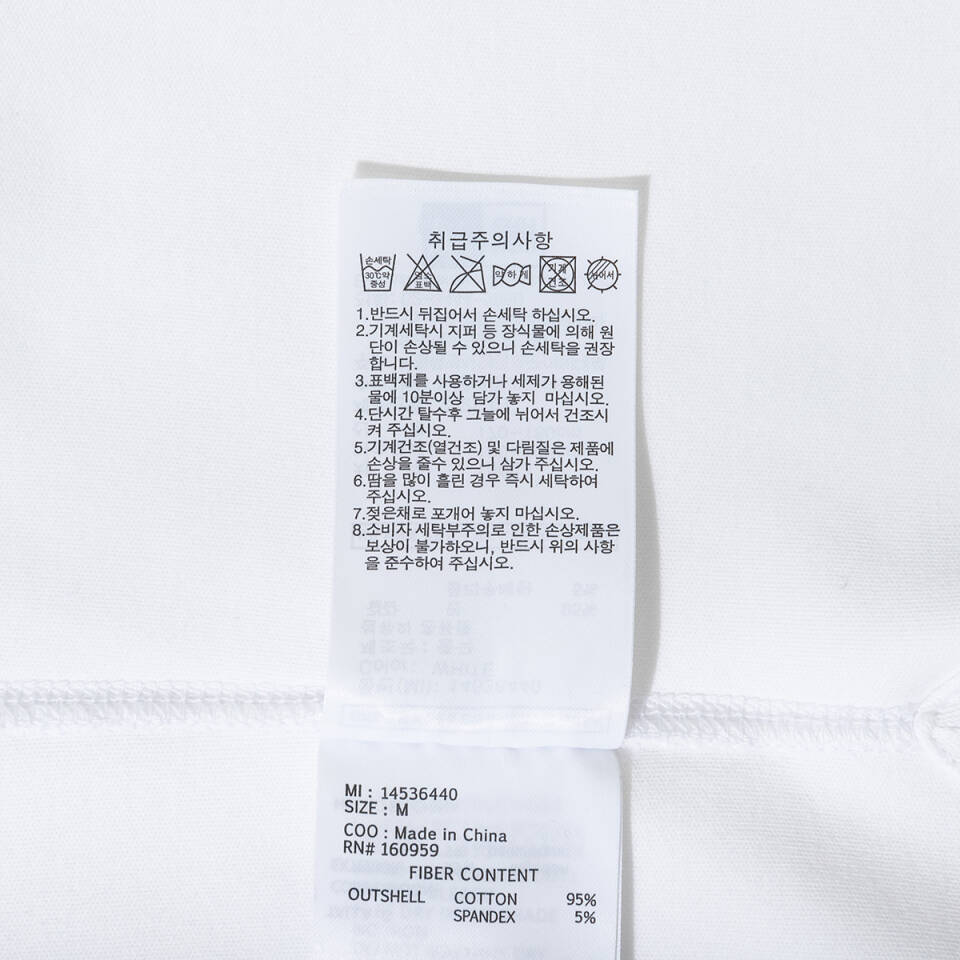 취급주의사항
손세탁 30℃약 중성 염소 표백 약하게 기계 건조 뉘어서
1.반드시 뒤집어서 손세탁 하십시오.
2.기계세탁시 지퍼 등 장식물에 의해 원
단이 손상될 수 있으니 손세탁을 권장
합니다.
3.표백제를 사용하거나 세제가 용해된
물에 10분이상 담가 놓지 마십시오.
4.단시간 탈수후 그늘에 뉘어서 건조시
켜 주십시오.
5.기계건조(열건조) 및 다림질은 제품에
손상을 줄수 있으니 삼가 주십시오.
6.땀을 많이 흘린 경우 즉시 세탁하여
주십시오.
7.젖은채로 포개어 놓지 마십시오.
8.소비자 세탁부주의로 인한 손상제품은
보상이 불가하오니, 반드시 위의 사항
을 준수하여 주십시오.
MI : 14536440
SIZE : M
COO : Made in China
RN# 160959
FIBER CONTENT
OUTSHELL COTTON 95%
SPANDEX 5%